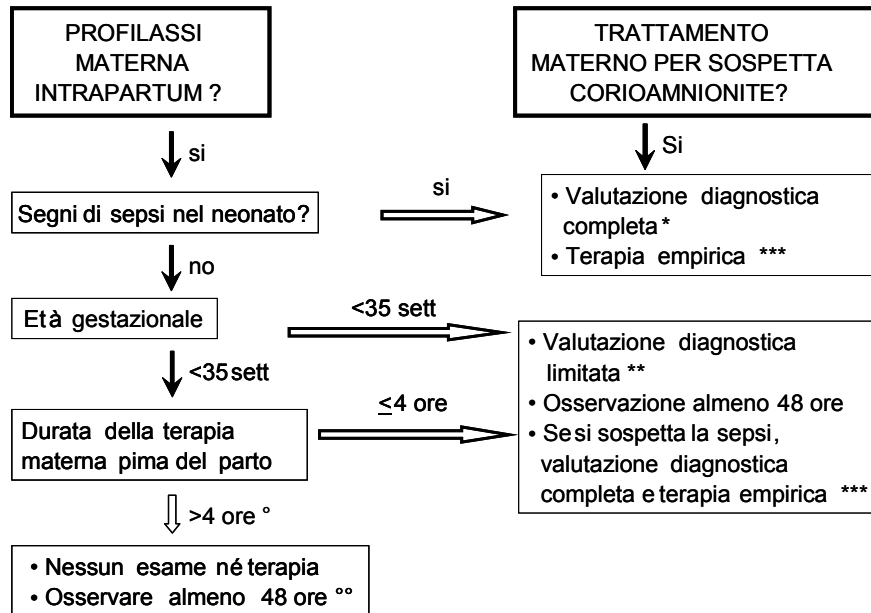 PROFILASSI
MATERNA
INTRAPARTUM ?
TRATTAMENTO
MATERNO PER SOSPETTA
CORIOAMNIONITE?
si
Si
Segni di sepsi nel neonato?
si
• Valutazione diagnostica
completa *
• Terapia empirica ***
no
Età gestazionale
<35 sett
<35 sett
Durata della terapia
materna pima del parto
≤4 ore
• Valutazione diagnostica
limitata **
• Osservazione almeno 48 ore
• Se si sospetta la sepsi,
valutazione diagnostica
completa e terapia empirica ***
>4 ore °
• Nessun esame né terapia
• Osservare almeno 48 ore °°